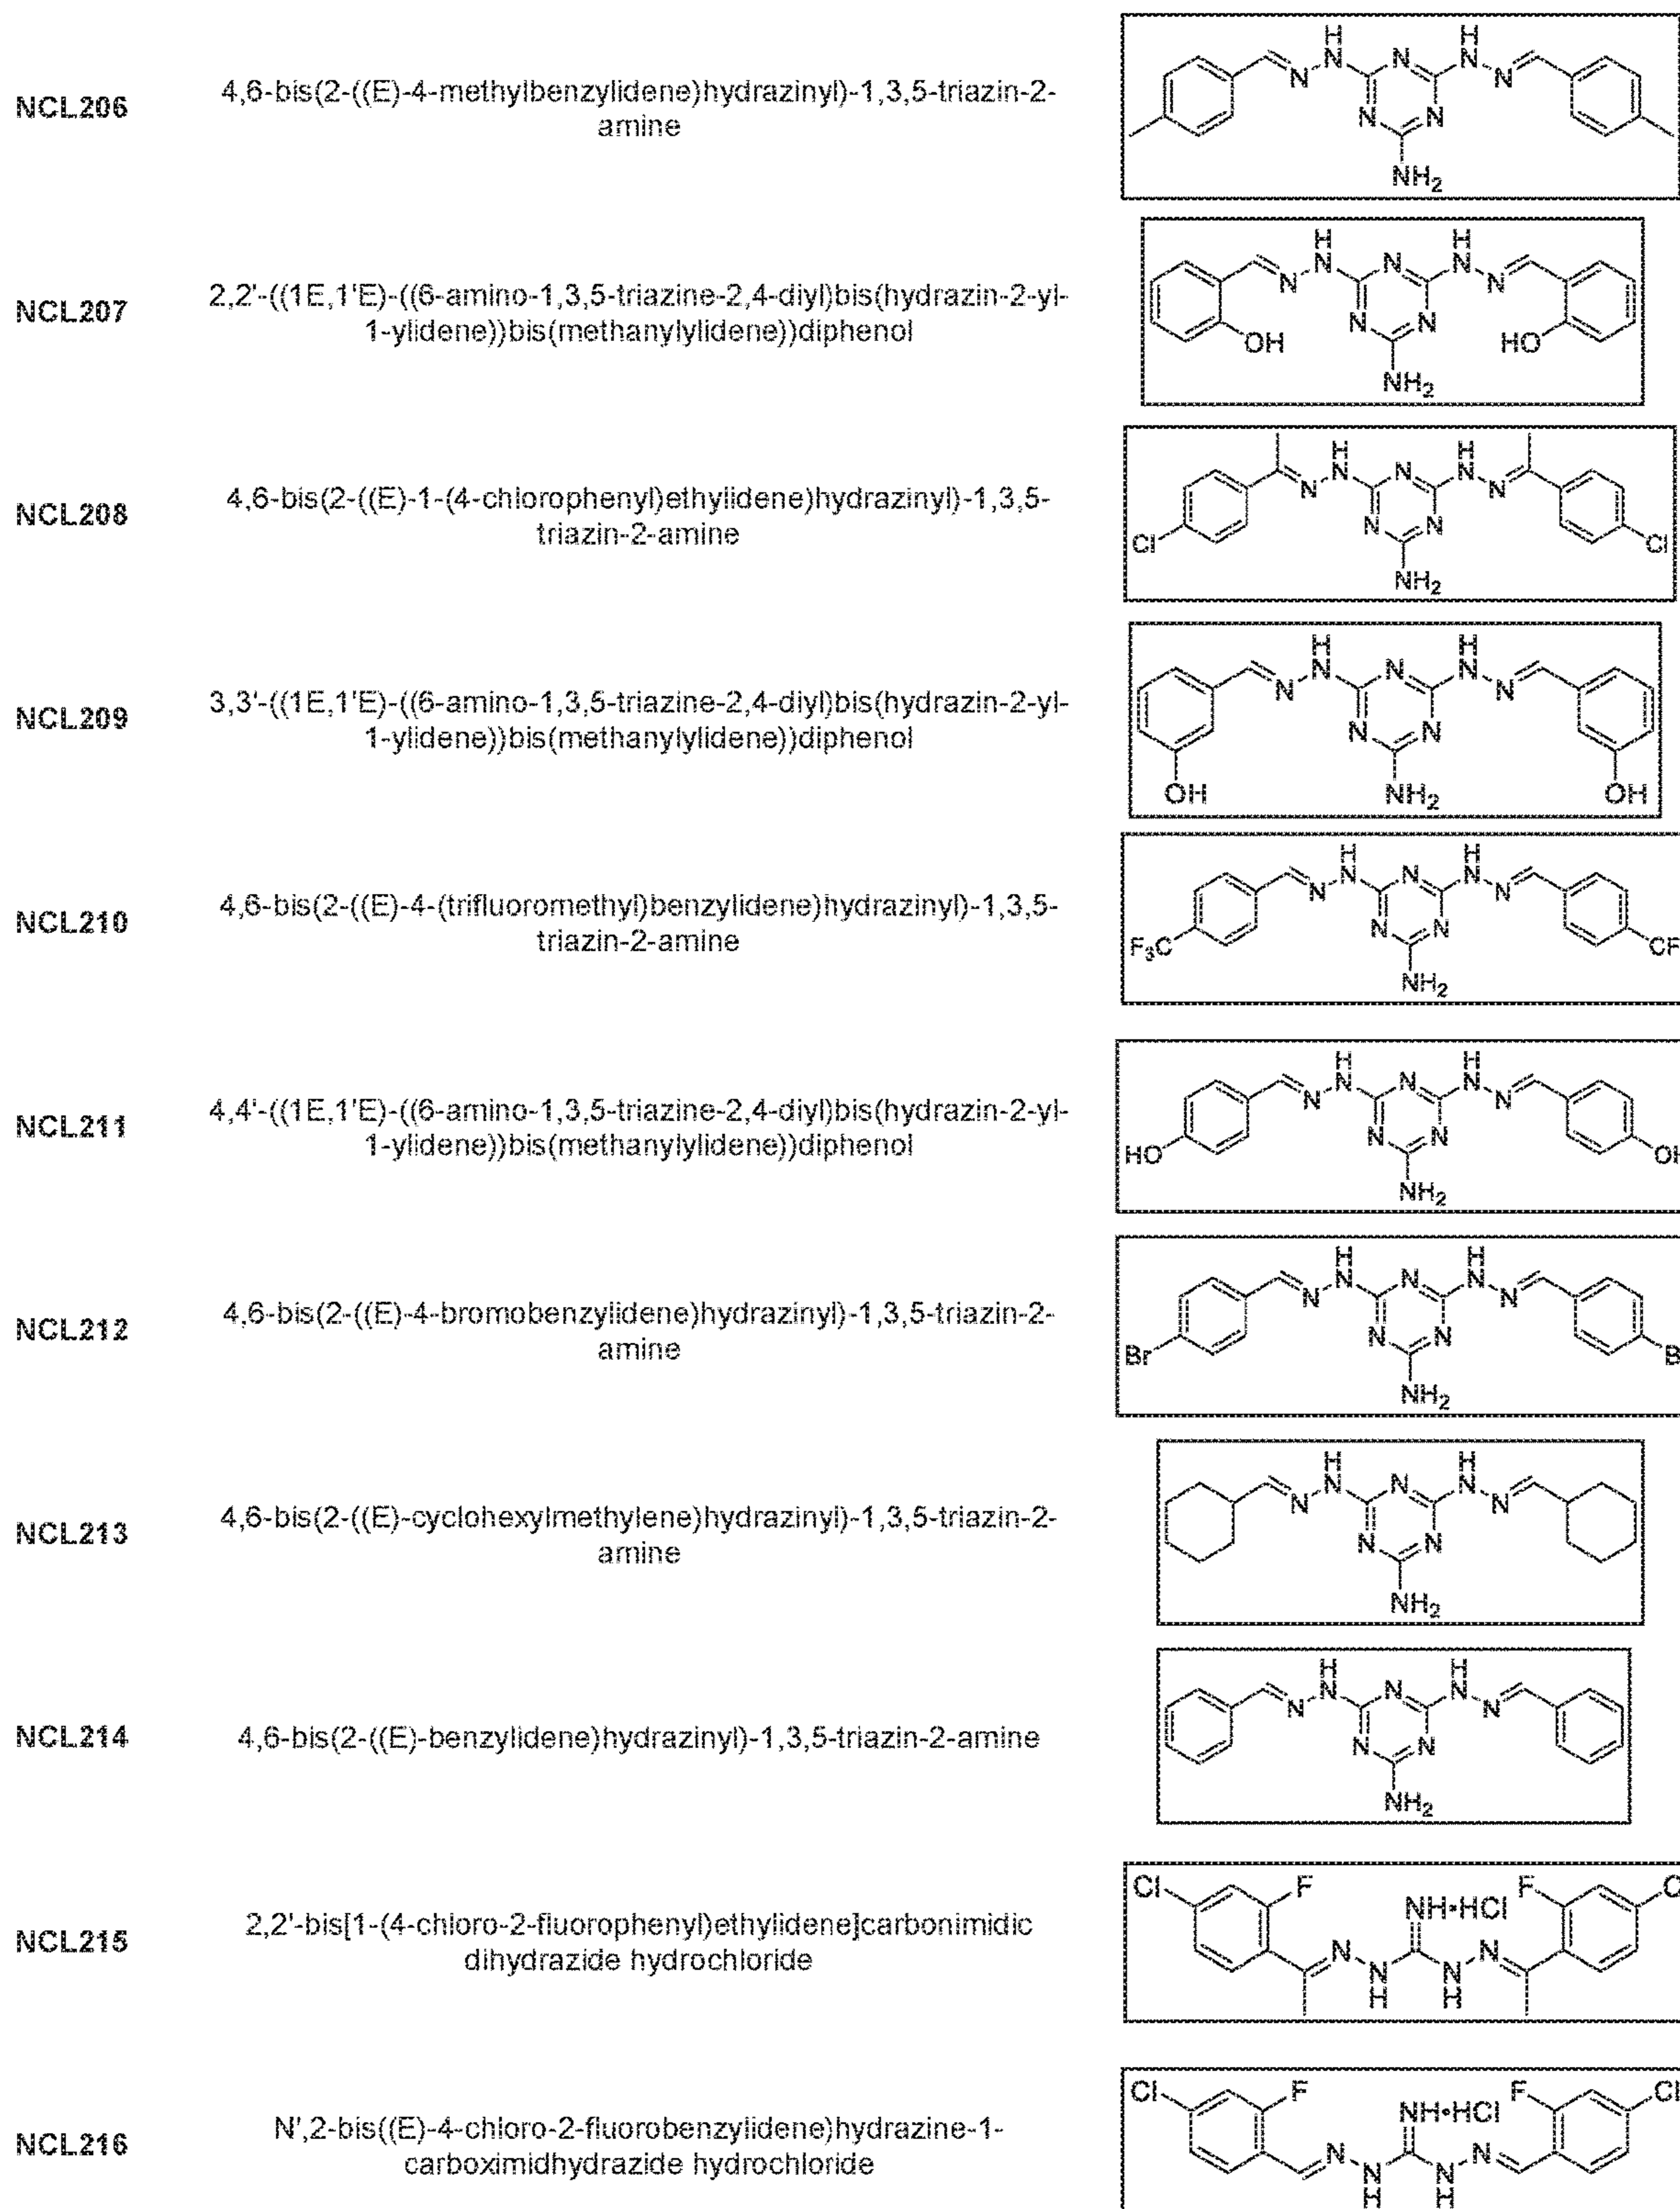 NCL206
4,6-bis(2-((E)-4-methylbenzylidene)hydrazinyl)-1,3,5-triazin-2-
amine
H H
N N N
N N
N N
NH2
NCL207
2,2'-((1E,1'E)-((6-amino-1,3,5-triazine-2,4-diyl)bis(hydrazin-2-yl-
1-ylidene))bis(methanylylidene))diphenol
H H
N N N
N N
N N
OH HO
NH2
NCL208
4,6-bis(2-((E)-1-(4-chlorophenyl)ethylidene)hydrazinyl)-1,3,5-
triazin-2-amine
H H
N N N
N N
N N
Cl Cl
NH2
NCL209
3,3'-((1E,1'E)-((6-amino-1,3,5-triazine-2,4-diyl)bis(hydrazin-2-yl-
1-ylidene))bis(methanylylidene))diphenol
H H
N N N
N N
N N
OH NH2 OH
NCL210
4,6-bis(2-((E)-4-(trifluoromethyl)benzylidene)hydrazinyl)-1,3,5-
triazin-2-amine
H H
N N N
N N
N N
F3C CF
NH2
NCL211
4,4'-((1E,1'E)-((6-amino-1,3,5-triazine-2,4-diyl)bis(hydrazin-2-yl-
1-ylidene))bis(methanylylidene))diphenol
H H
N N N
N N
N N
HO OH
NH2
NCL212
4,6-bis(2-((E)-4-bromobenzylidene)hydrazinyl)-1,3,5-triazin-2-
amine
H H
N N N
N N
N N
Br B
NH2
NCL213
4,6-bis(2-((E)-cyclohexylmethylene)hydrazinyl)-1,3,5-triazin-2-
amine
H H
N N N
N N
N N
NH2
NCL214
4,6-bis(2-((E)-benzylidene)hydrazinyl)-1,3,5-triazin-2-amine
H H
N N N
N N
N N
NH2
NCL215
2,2'-bis[1-(4-chloro-2-fluorophenyl)ethylidene]carbonimidic
dihydrazide hydrochloride
Cl F F C
NH•HCl
N N
N N
H H
NCL216
N',2-bis((E)-4-chloro-2-fluorobenzylidene)hydrazine-1-
carboximidhydrazide hydrochloride
Cl F F Cl
NH•HCl
N N
N N
H H